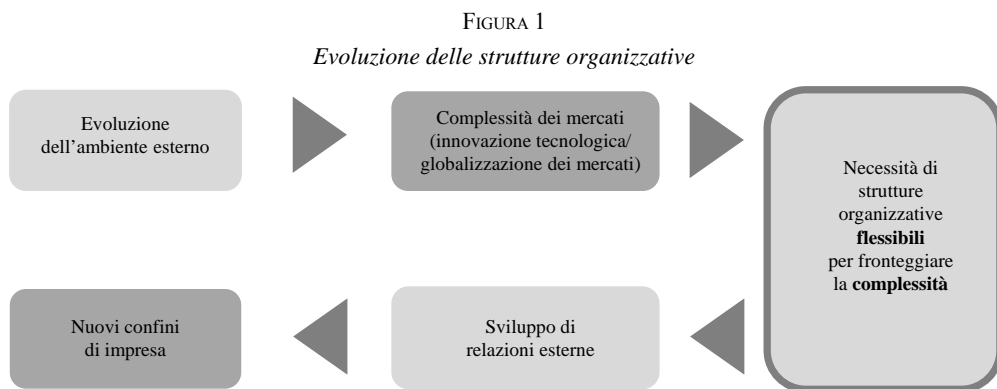 FIGURA 1
Evoluzione delle strutture organizzative
Evoluzione
dell'ambiente esterno
Complessità dei mercati
(innovazione tecnologica/
globalizzazione dei mercati)
Necessità di
strutture
organizzative
flessibili
per fronteggiare
la complessità
Sviluppo di
relazioni esterne
Nuovi confini
di impresa